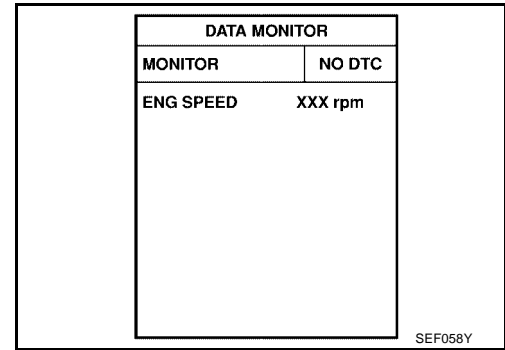 DATA MONITOR
MONITOR NO DTC
ENG SPEED XXX rpm
SEF058Y